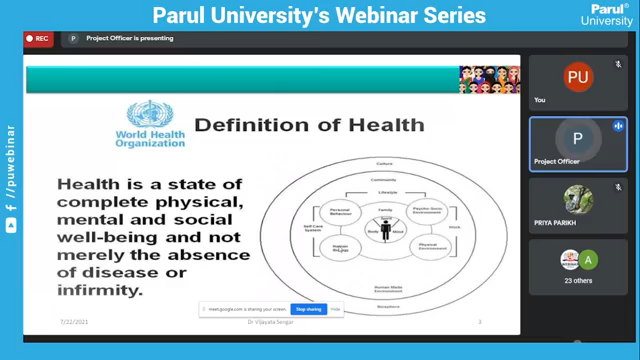 Parul University's Webinar Series
Parul®
University
REC
P Project Officer is presenting
World Health
Organization
Definition of Health
Health is a state of
complete physical,
mental and social
well-being and not
merely the absence
of disease or
infirmity.
Culture
Community
Lifestyle
Personal
Behaviour
Family
Spirit
Body
Mind
Psycho-Socio
Environment
Self Care
System
Work
Human
Biology
Physical
Environment
Human Made
Environment
Biosphere
meet.google.com is sharing your screen.
Stop sharing
Hide
7/12/2021
Dr Vijayata Sengar
3
PU
You
P
Project Officer
PRIYA PARIKH
A
23 others
f //puwebinar